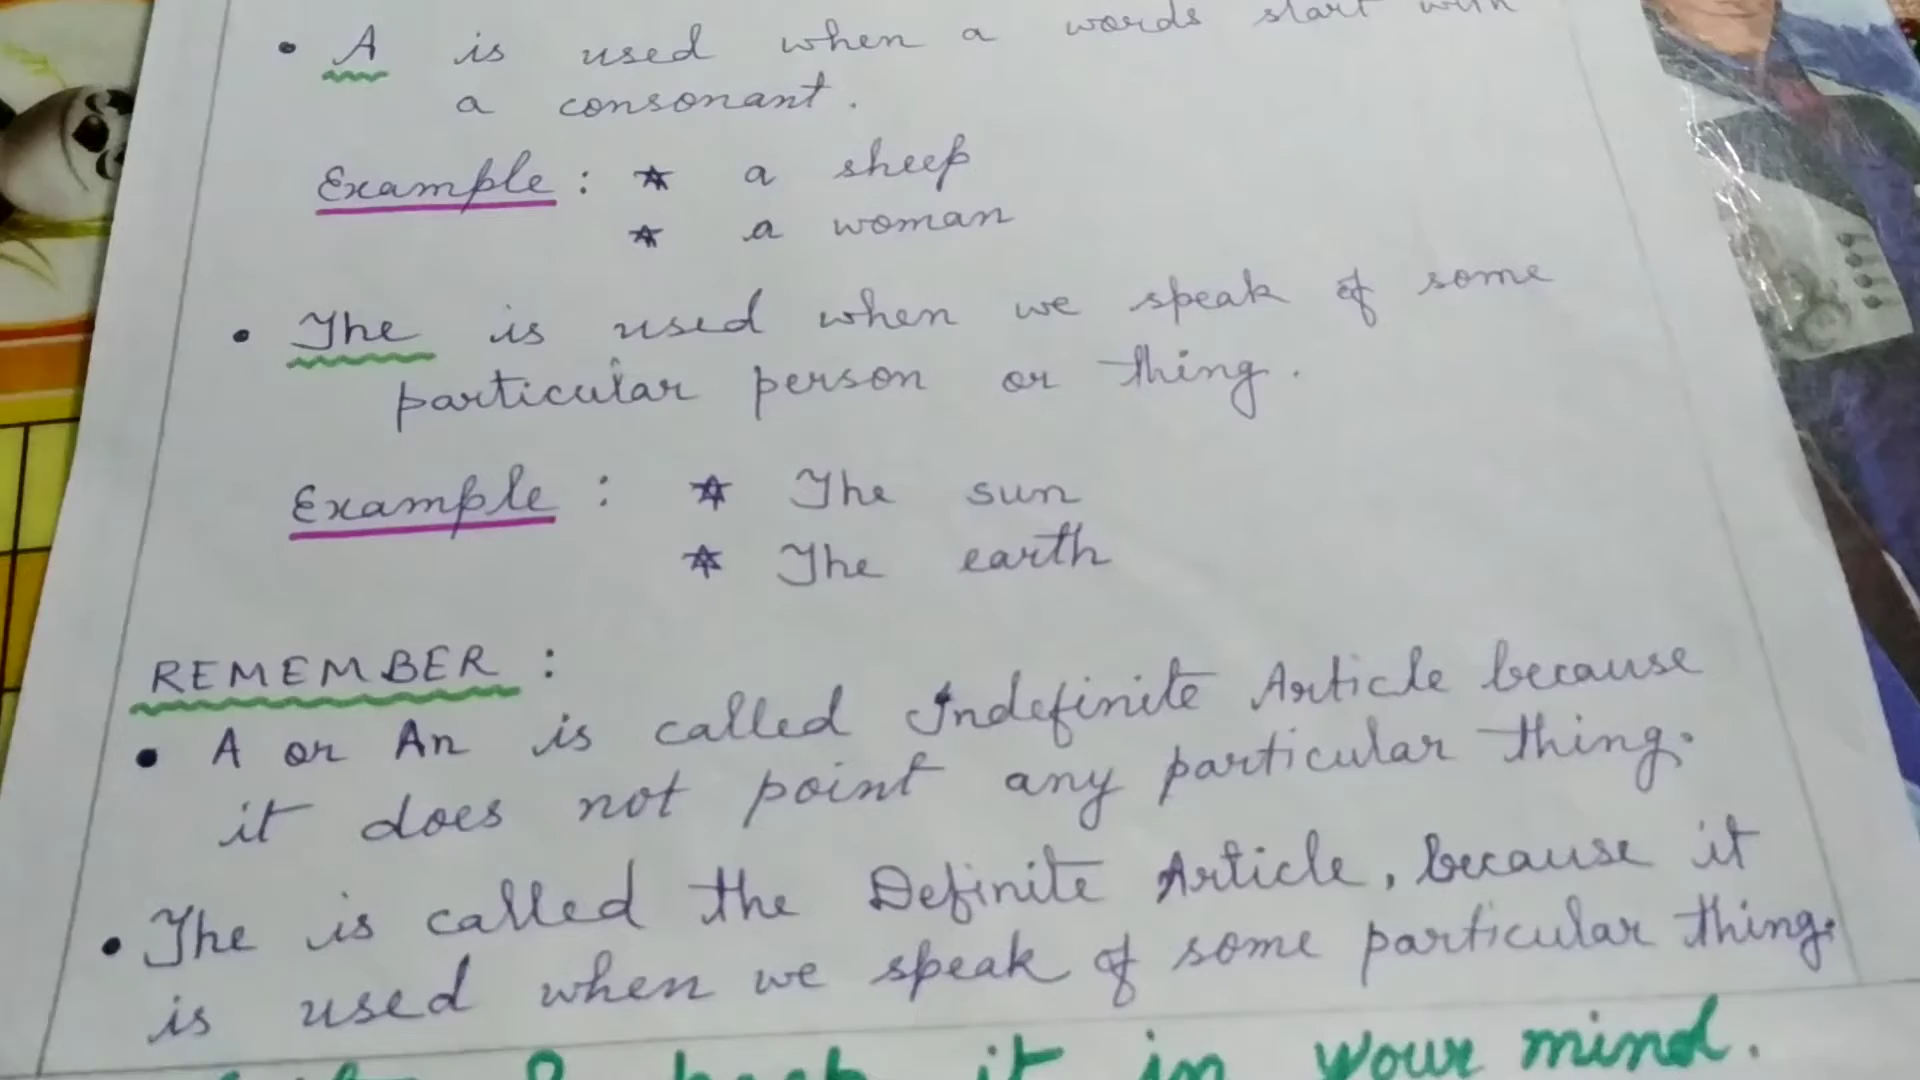 • A is used when a words start with
a consonant.
Example : * a sheep
* a woman
• The is used when we speak of some
particular person or thing.
Example : * The sun
* The earth
REMEMBER :
• A or An is called Indefinite Article because
it does not point any particular thing.
• The is called the Definite Article, because it
is used when we speak of some particular thing.
it in your mind.